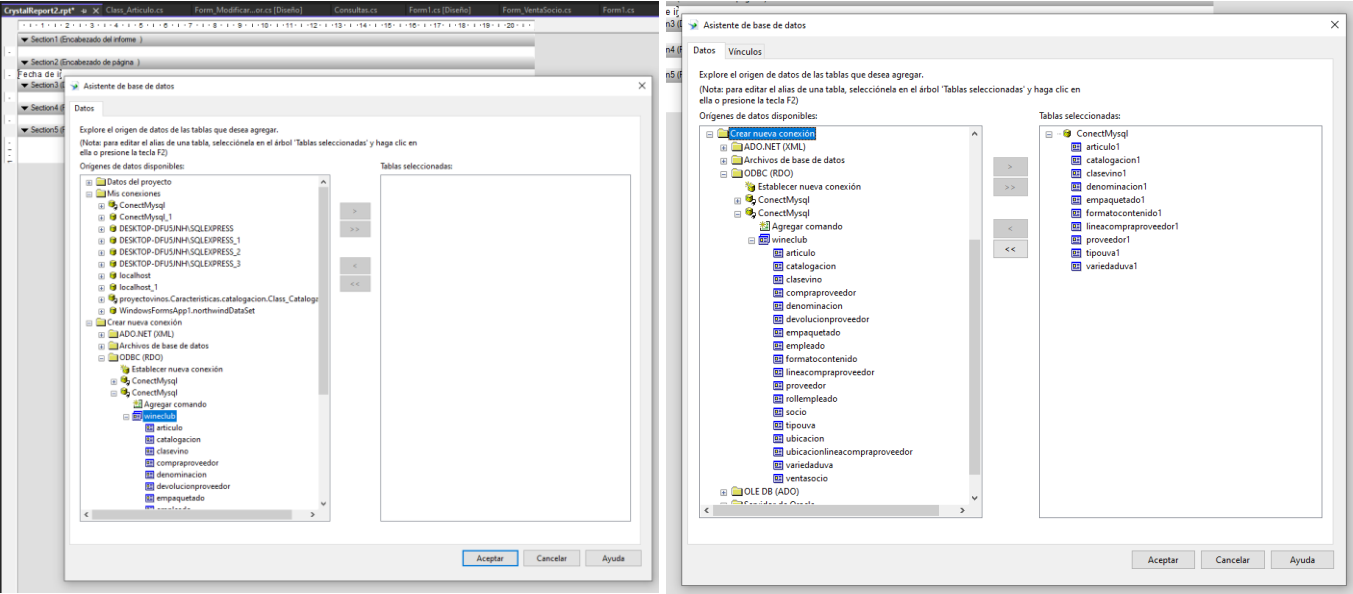 CrystalReport2.rpt*
Class_Articulo.cs
Form_Modificar...or.cs [Diseño]
Consultas.cs
Form1.cs [Diseño]
Form_VentaSocio.cs
Form1.cs
Section1 (Encabezado del informe )
Section2 (Encabezado de página )
Fecha de i
Section3 (D
Section4 (P
Section5 (P
Asistente de base de datos
Datos
Explore el origen de datos de las tablas que desea agregar.
(Nota: para editar el alias de una tabla, selecciónela en el árbol 'Tablas seleccionadas' y haga clic en
ella o presione la tecla F2)
Orígenes de datos disponibles:
Tablas seleccionadas:
Datos del proyecto
Mis conexiones
ConectMysql
ConectMysql_1
DESKTOP-DFU5JNH\SQLEXPRESS
DESKTOP-DFU5JNH\SQLEXPRESS_1
DESKTOP-DFU5JNH\SQLEXPRESS_2
DESKTOP-DFU5JNH\SQLEXPRESS_3
localhost
localhost_1
proyectovinos.Caracteristicas.catalogacion.Class_Cataloga
WindowsFormsApp1.northwindDataSet
Crear nueva conexión
ADO.NET (XML)
Archivos de base de datos
ODBC (RDO)
Establecer nueva conexión
ConectMysql
ConectMysql
Agregar comando
wineclub
articulo
catalogacion
clasevino
compraproveedor
denominacion
devolucionproveedor
empaquetado
>
>>
<
<<
Aceptar
Cancelar
Ayuda
Asistente de base de datos
Datos
Vínculos
Explore el origen de datos de las tablas que desea agregar.
(Nota: para editar el alias de una tabla, selecciónela en el árbol 'Tablas seleccionadas' y haga clic en
ella o presione la tecla F2)
Orígenes de datos disponibles:
Tablas seleccionadas:
Crear nueva conexión
ADO.NET (XML)
Archivos de base de datos
ODBC (RDO)
Establecer nueva conexión
ConectMysql
ConectMysql
Agregar comando
wineclub
articulo
catalogacion
clasevino
compraproveedor
denominacion
devolucionproveedor
empaquetado
empleado
formatocontenido
lineacompraproveedor
proveedor
rollempleado
socio
tipouva
ubicacion
ubicacionlineacompraproveedor
variedaduva
ventasocio
OLE DB (ADO)
>
>>
<
<<
ConectMysql
articulo1
catalogacion1
clasevino1
denominacion1
empaquetado1
formatocontenido1
lineacompraproveedor1
proveedor1
tipouva1
variedaduva1
Aceptar
Cancelar
Ayuda